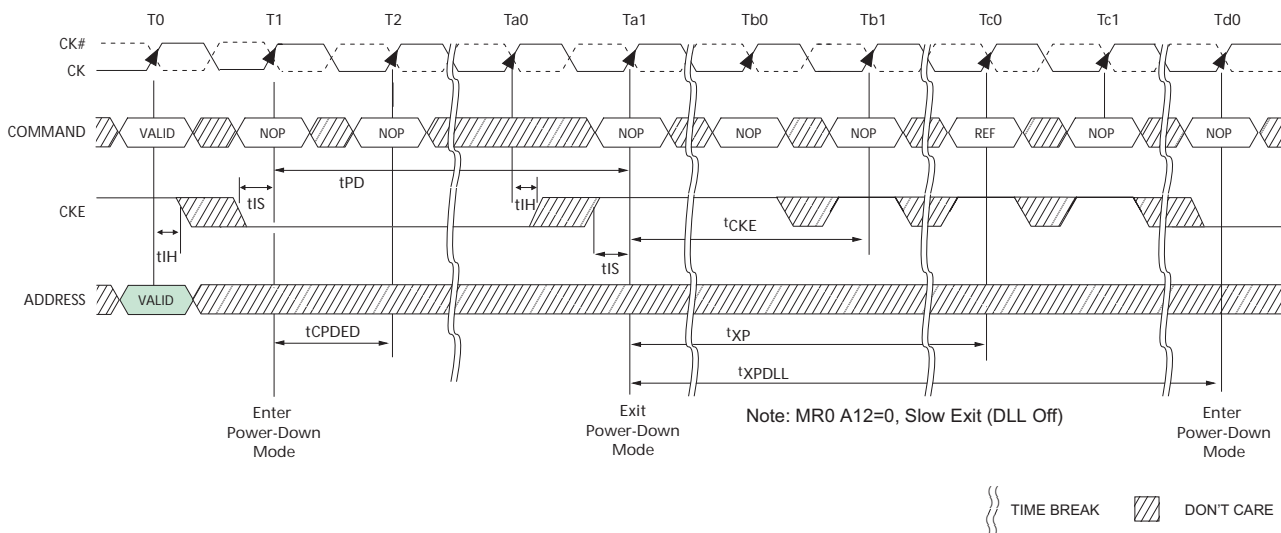 T0 T1 T2 Ta0 Ta1 Tb0 Tb1 Tc0 Tc1 Td0
CK#
CK
COMMAND VALID NOP NOP NOP NOP NOP REF NOP NOP
tPD
tIS tIH
CKE
tCKE
tIH tIS
ADDRESS VALID
tCPDED tXP
tXPDLL
Enter
Power-Down
Mode
Exit
Power-Down
Mode
Note: MR0 A12=0, Slow Exit (DLL Off)
Enter
Power-Down
Mode
TIME BREAK DON'T CARE